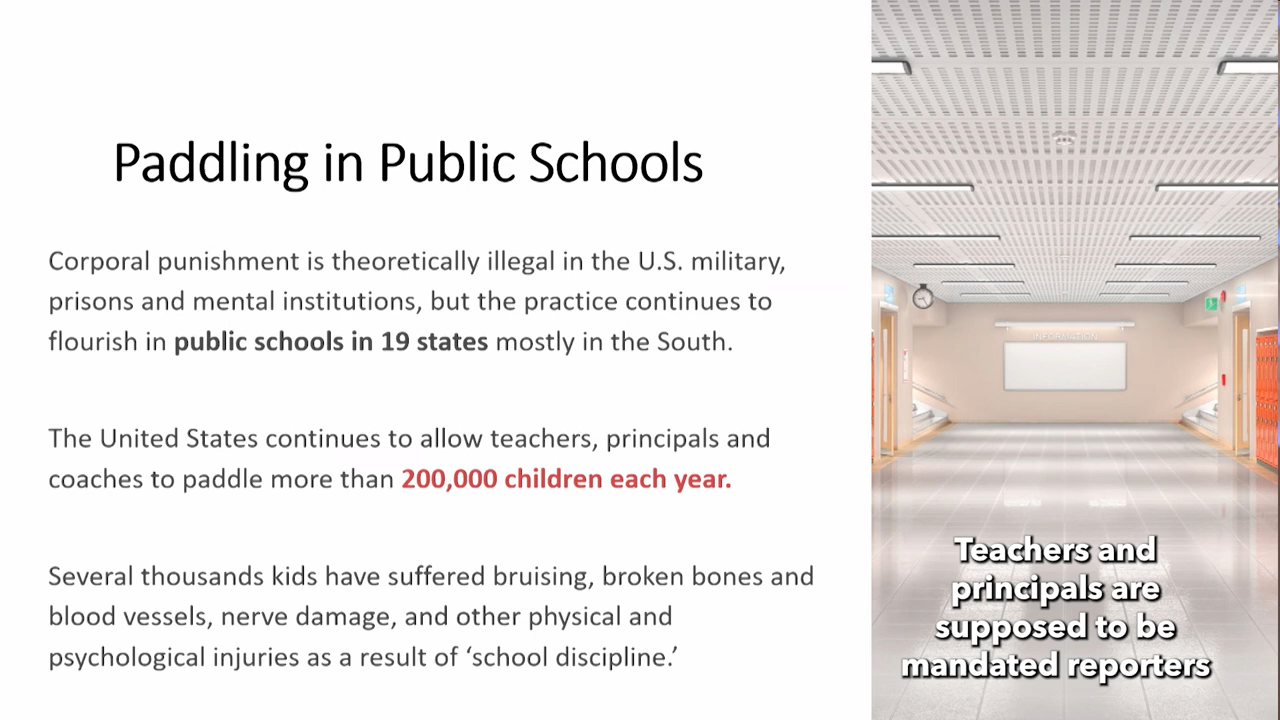 Paddling in Public Schools
Corporal punishment is theoretically illegal in the U.S. military,
prisons and mental institutions, but the practice continues to
flourish in public schools in 19 states mostly in the South.
The United States continues to allow teachers, principals and
coaches to paddle more than 200,000 children each year.
Several thousands kids have suffered bruising, broken bones and
blood vessels, nerve damage, and other physical and
psychological injuries as a result of ‘school discipline.’
INFORMATION
Teachers and
principals are
supposed to be
mandated reporters